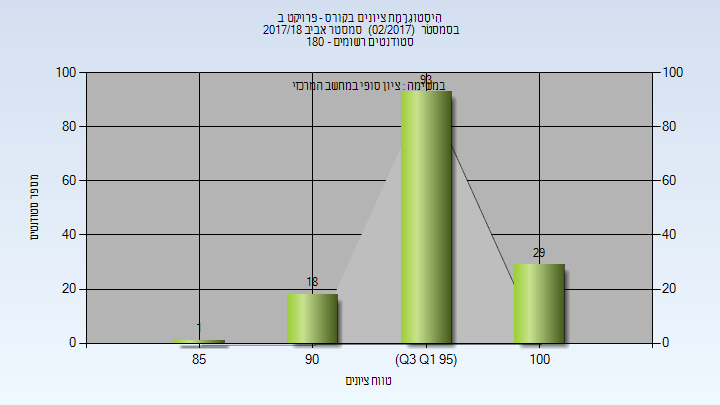 היסטוגרמת ציונים בקורס - פרויקט ב
בסמסטר (02/2017) סמסטר אביב 2017/18
סטודנטים רשומים - 180
במשימה : ציון סופי במחשב המרכזי
100
80
60
40
20
0
100
80
60
40
20
0
מספר סטודנטים
1
18
93
29
85
90
(Q3 Q1 95)
100
טווח ציונים